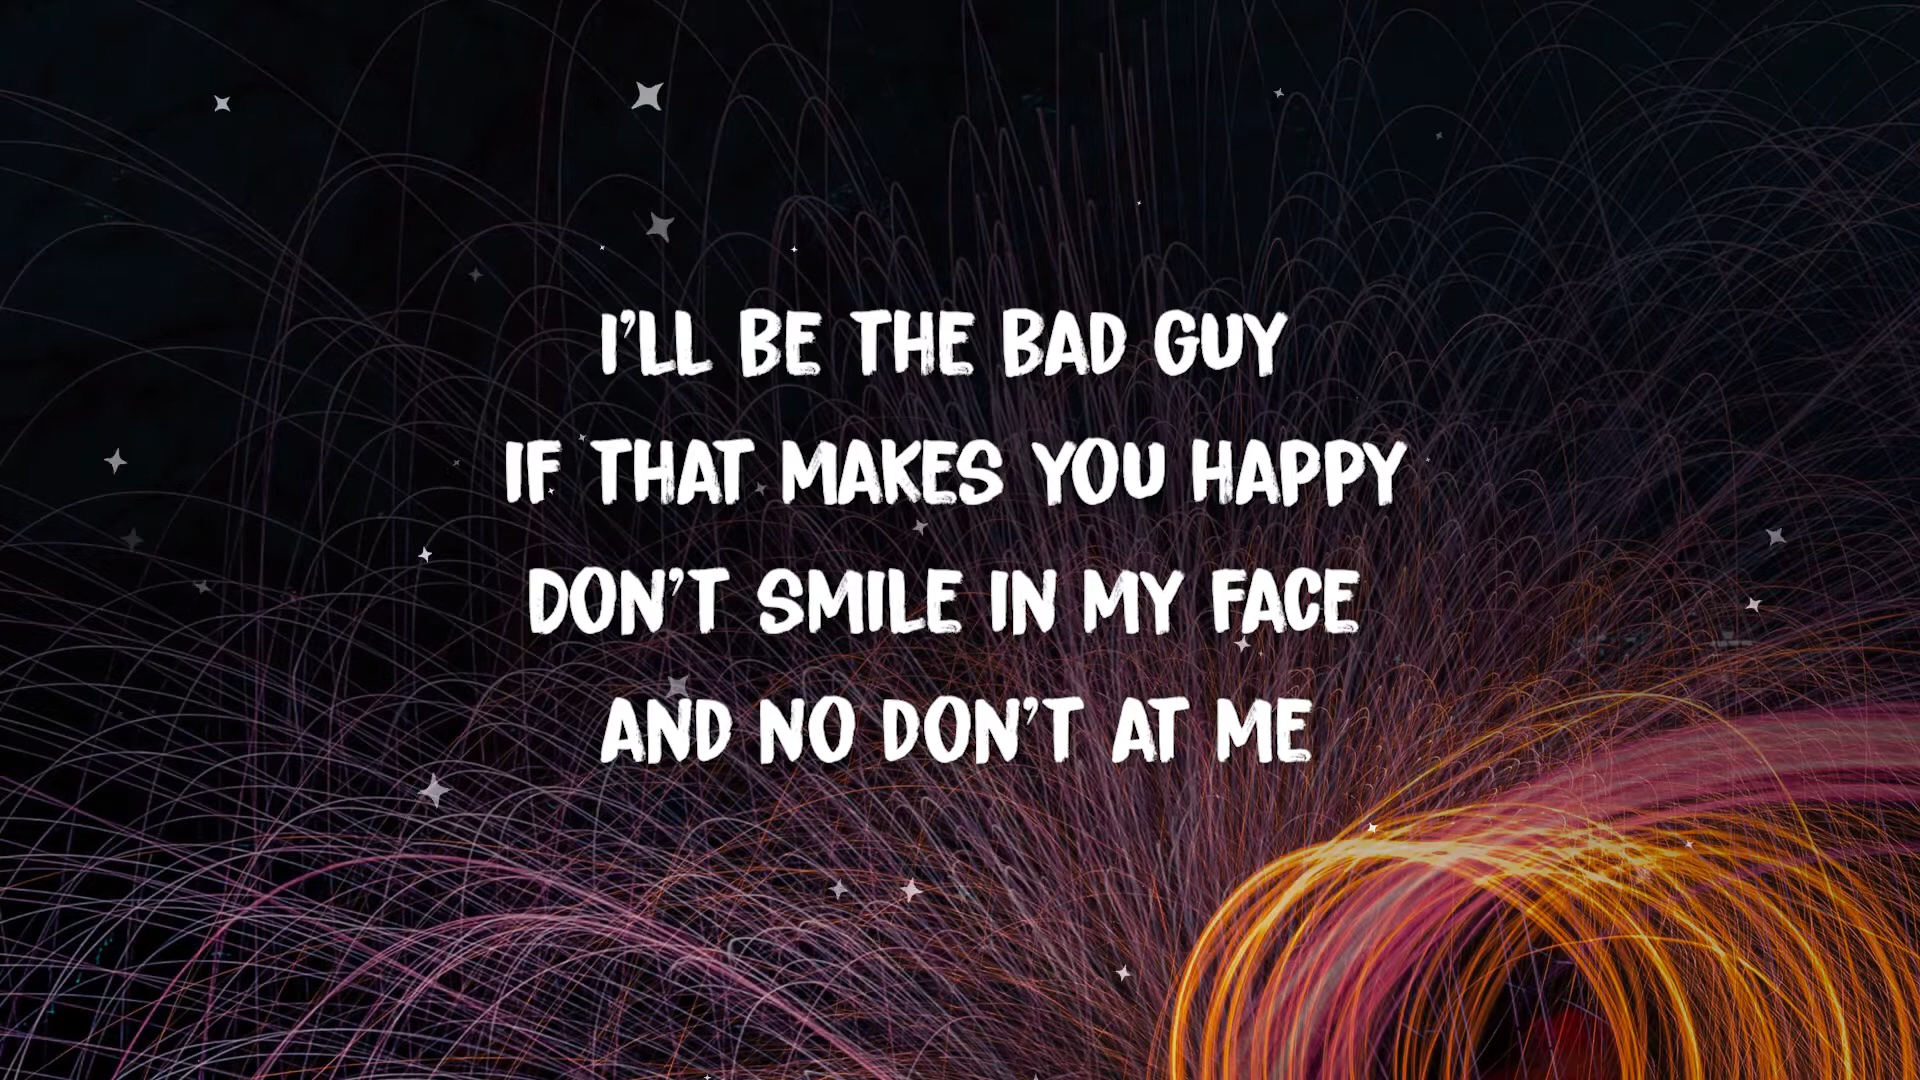 I'LL BE THE BAD GUY
IF THAT MAKES YOU HAPPY
DON'T SMILE IN MY FACE
AND NO DON'T AT ME